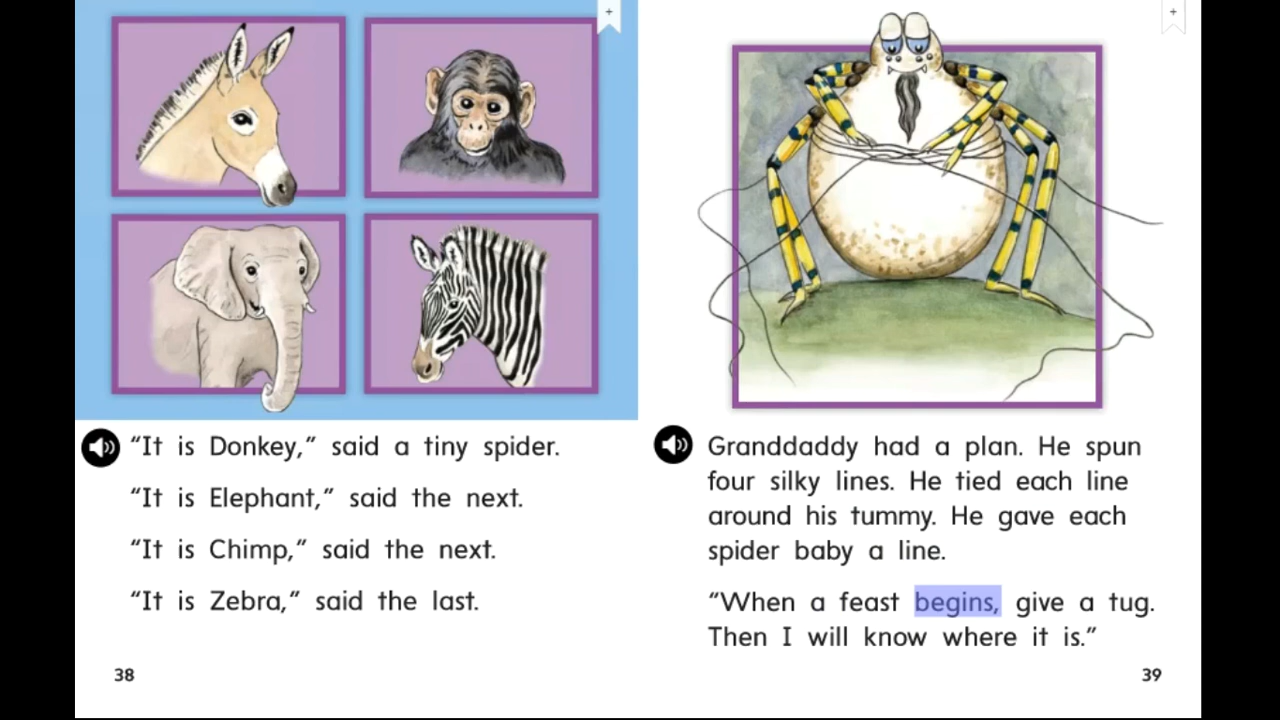 “It is Donkey,” said a tiny spider.
“It is Elephant,” said the next.
“It is Chimp,” said the next.
“It is Zebra,” said the last.
38
Granddaddy had a plan. He spun
four silky lines. He tied each line
around his tummy. He gave each
spider baby a line.
“When a feast begins, give a tug.
Then I will know where it is.”
39